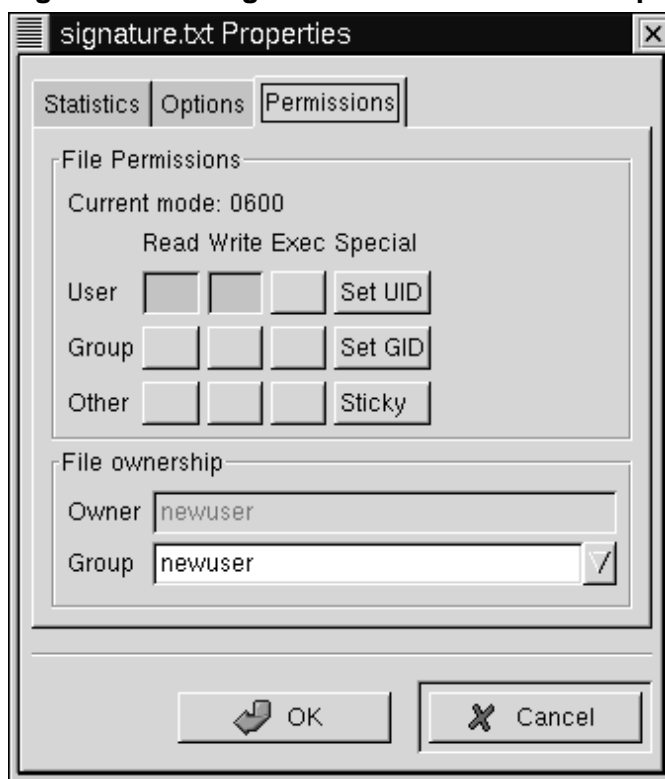 signature.txt Properties
Statistics Options Permissions
File Permissions
Current mode: 0600
Read Write Exec Special
User Set UID
Group Set GID
Other Sticky
File ownership
Owner newuser
Group newuser
OK Cancel